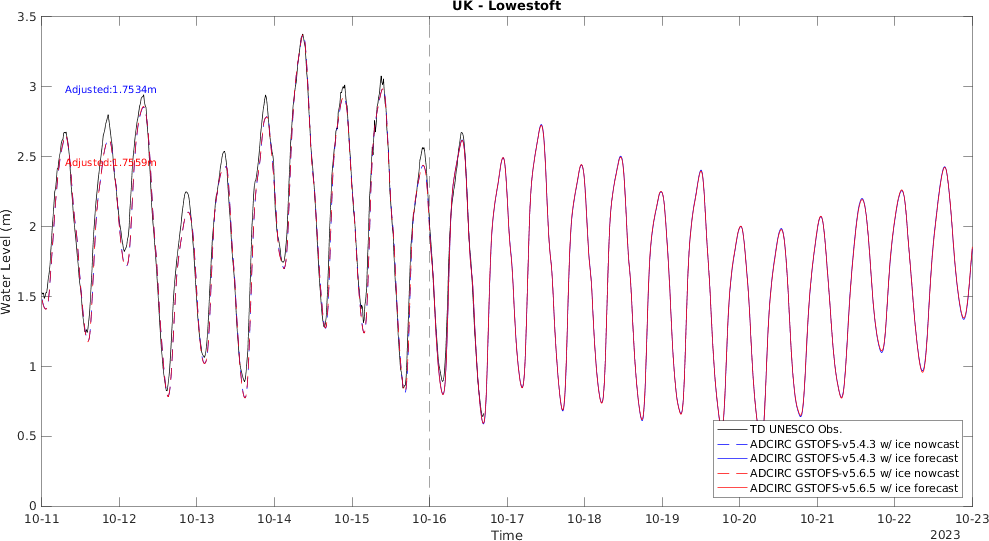 UK - Lowestoft
3.5
3
2.5
2
1.5
1
0.5
0
Water Level (m)
Adjusted:1.7534m
Adjusted:1.7559m
TD UNESCO Obs.
ADCIRC GSTOFS-v5.4.3 w/ ice nowcast
ADCIRC GSTOFS-v5.4.3 w/ ice forecast
ADCIRC GSTOFS-v5.6.5 w/ ice nowcast
ADCIRC GSTOFS-v5.6.5 w/ ice forecast
10-11 10-12 10-13 10-14 10-15 10-16 10-17 10-18 10-19 10-20 10-21 10-22 10-23
Time
2023